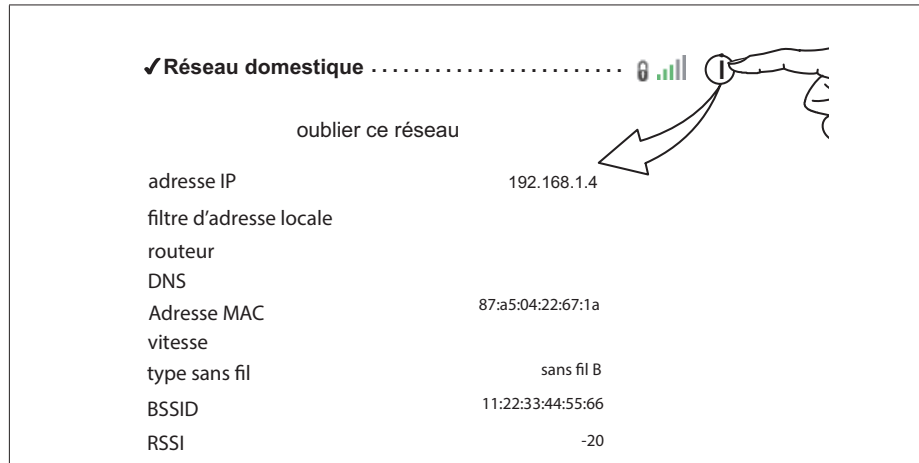 ✓Réseau domestique ........................ I
oublier ce réseau
adresse IP 192.168.1.4
filtre d'adresse locale
routeur
DNS
Adresse MAC 87:a5:04:22:67:1a
vitesse
type sans fil sans fil B
BSSID 11:22:33:44:55:66
RSSI -20